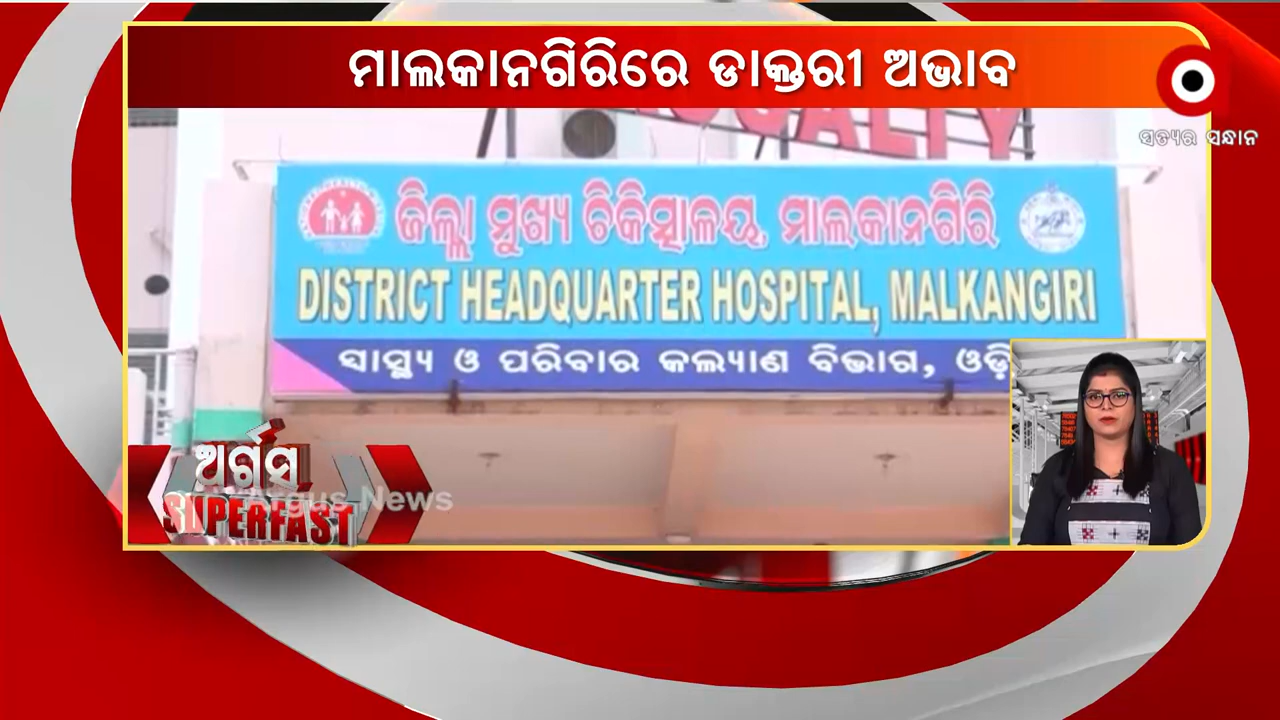 ମାଲକାନଗିରିରେ ଡାକ୍ତରୀ ଅଭାବ
ସତ୍ୟର ସନ୍ଧାନ
ଜିଲ୍ଲା ମୁଖ୍ୟ ଚିକିତ୍ସାଳୟ, ମାଲକାନଗିରି
DISTRICT HEADQUARTER HOSPITAL, MALKANGIRI
ସାସ୍ଥ୍ୟ ଓ ପରିବାର କଲ୍ୟାଣ ବିଭାଗ,
ଅର୍ଗସ
Argus News
SUPERFAST